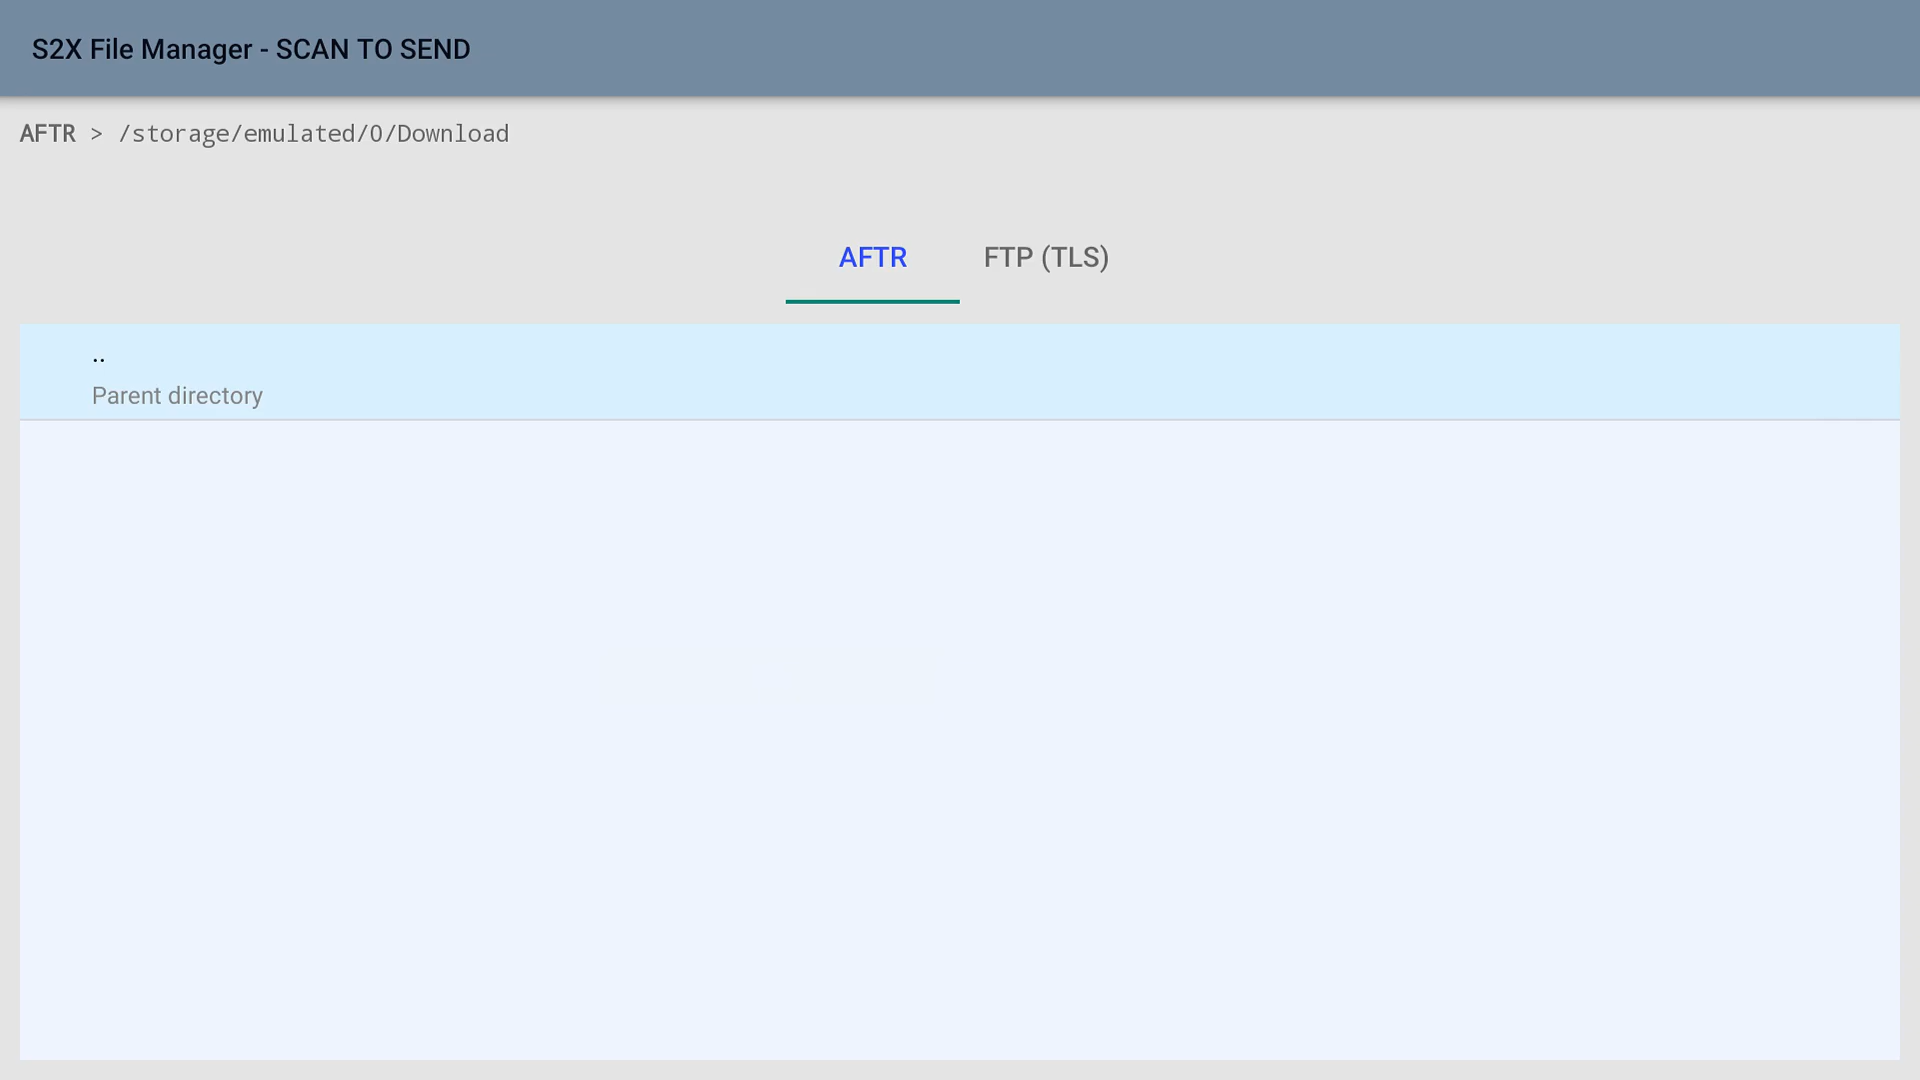 S2X File Manager - SCAN TO SEND
AFTR > /storage/emulated/0/Download
AFTR FTP (TLS)
..
Parent directory